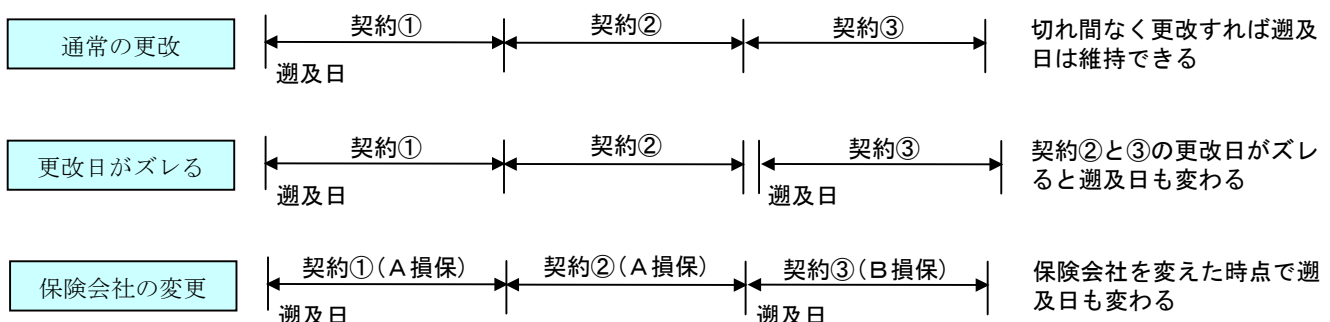 通常の更改
契約①
契約②
契約③
遡及日
切れ間なく更改すれば遡及
日は維持できる
更改日がズレる
契約①
契約②
契約③
遡及日
遡及日
契約②と③の更改日がズレ
ると遡及日も変わる
保険会社の変更
契約①(A損保)
契約②(A損保)
契約③(B損保)
遡及日
遡及日
保険会社を変えた時点で遡
及日も変わる